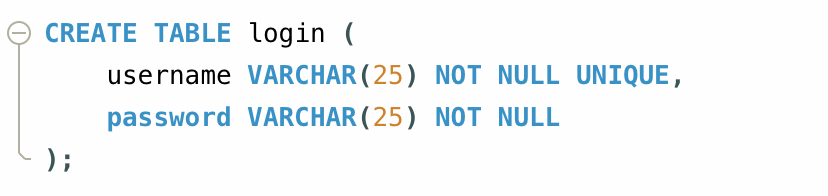 CREATE TABLE login (
    username VARCHAR(25) NOT NULL UNIQUE,
    password VARCHAR(25) NOT NULL
);